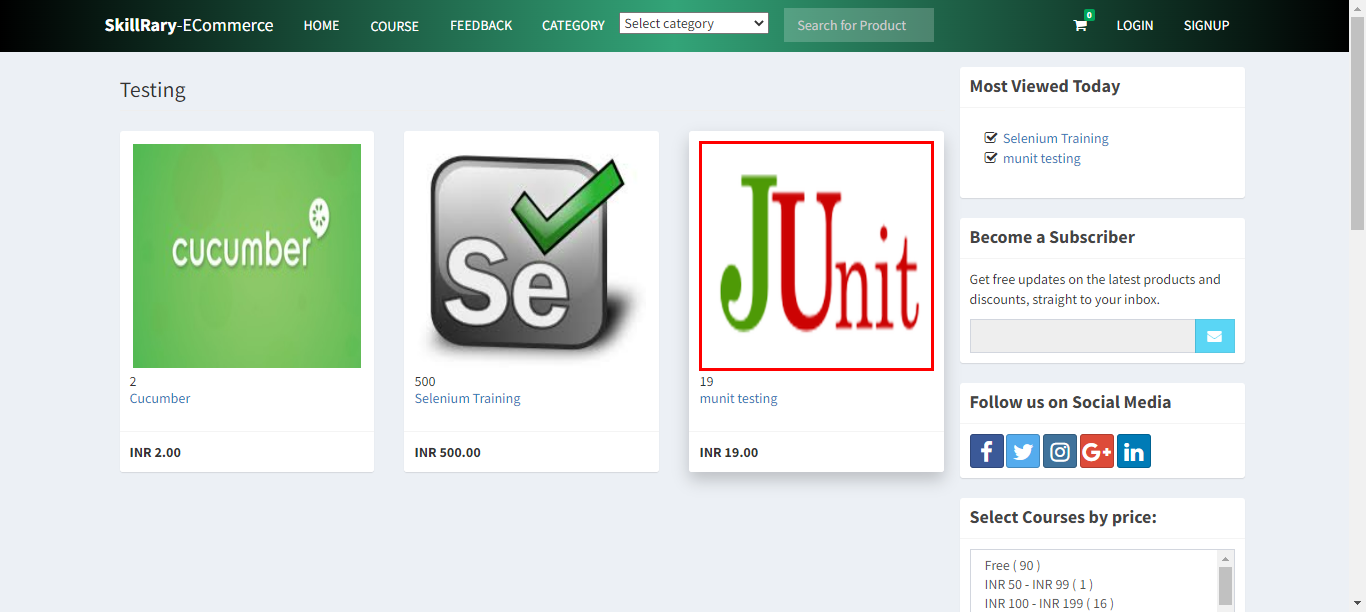 SkillRary-ECommerce HOME COURSE FEEDBACK CATEGORY Select category Search for Product 0 LOGIN SIGNUP
Testing
cucumber
2
Cucumber
INR 2.00
Se
500
Selenium Training
INR 500.00
JUnit
19
munit testing
INR 19.00
Most Viewed Today
Selenium Training
munit testing
Become a Subscriber
Get free updates on the latest products and
discounts, straight to your inbox.
Follow us on Social Media
f G+ in
Select Courses by price:
Free ( 90 )
INR 50 - INR 99 ( 1 )
INR 100 - INR 199 ( 16 )